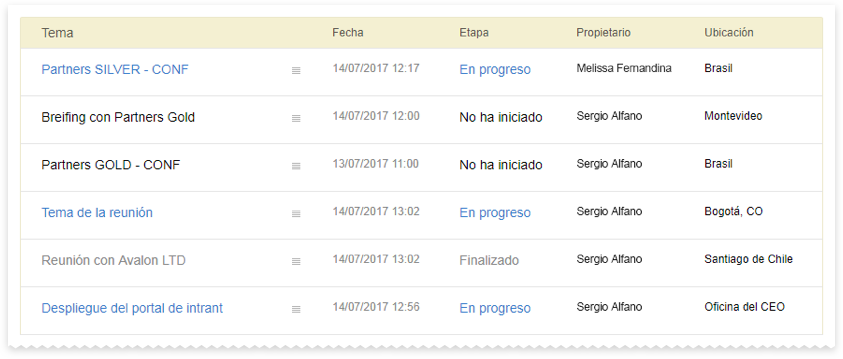 Tema Fecha Etapa Propietario Ubicación
Partners SILVER - CONF 14/07/2017 12:17 En progreso Melissa Fernandina Brasil
Breifing con Partners Gold 14/07/2017 12:00 No ha iniciado Sergio Alfano Montevideo
Partners GOLD - CONF 13/07/2017 11:00 No ha iniciado Sergio Alfano Brasil
Tema de la reunión 14/07/2017 13:02 En progreso Sergio Alfano Bogotá, CO
Reunión con Avalon LTD 14/07/2017 13:02 Finalizado Sergio Alfano Santiago de Chile
Despliegue del portal de intrant 14/07/2017 12:56 En progreso Sergio Alfano Oficina del CEO